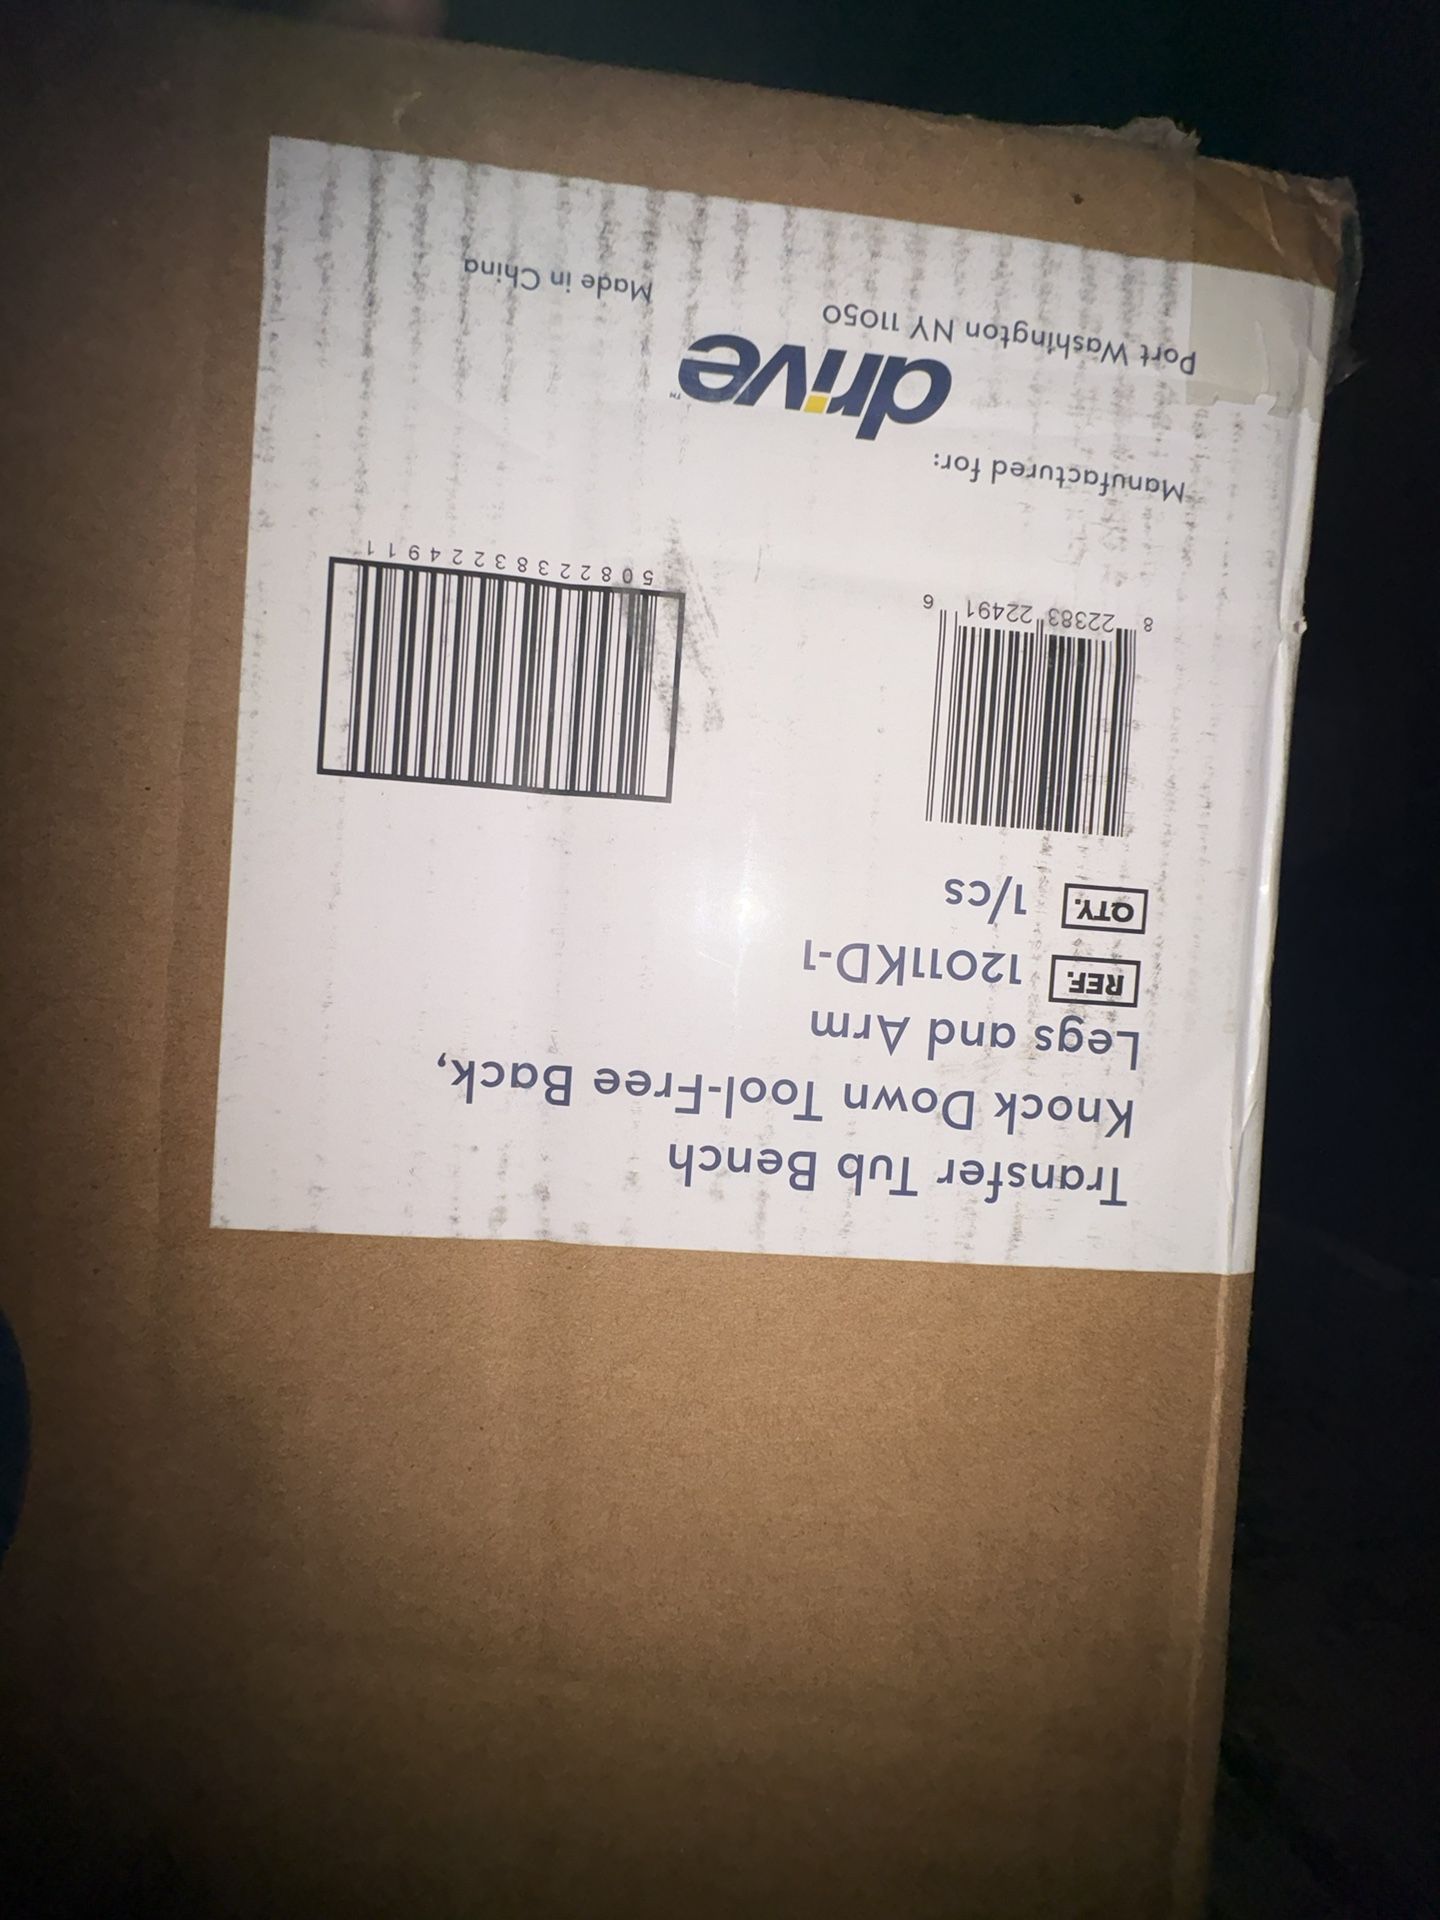 Transfer Tub Bench
Knock Down Tool-Free Back,
Legs and Arm
REF. 12011KD-1
QTY. 1/cs
8 22383 22491 6
50822383224911
Manufactured for:
drive™
Port Washington NY 11050
Made in China